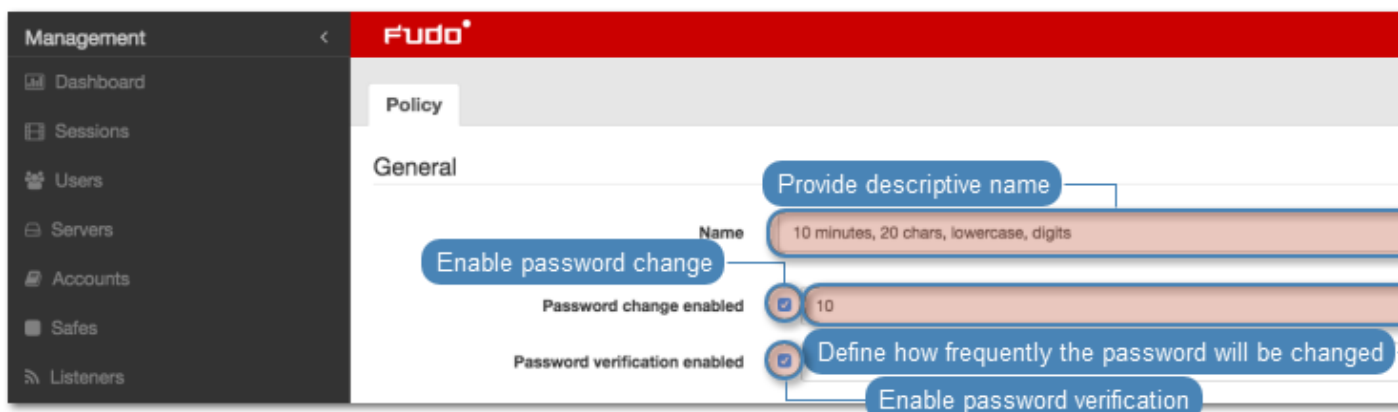 Management
FUDO
Dashboard
Policy
Sessions
General
Users
Provide descriptive name
Servers
Name
10 minutes, 20 chars, lowercase, digits
Enable password change
Accounts
Password change enabled
10
Safes
Password verification enabled
Define how frequently the password will be changed
Listeners
Enable password verification